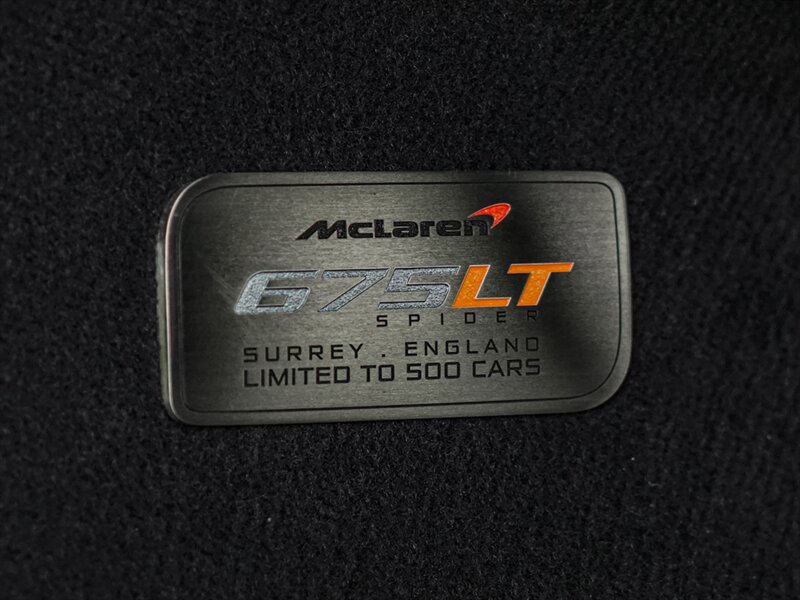 McLaren
675LT
SPIDER
SURREY . ENGLAND
LIMITED TO 500 CARS